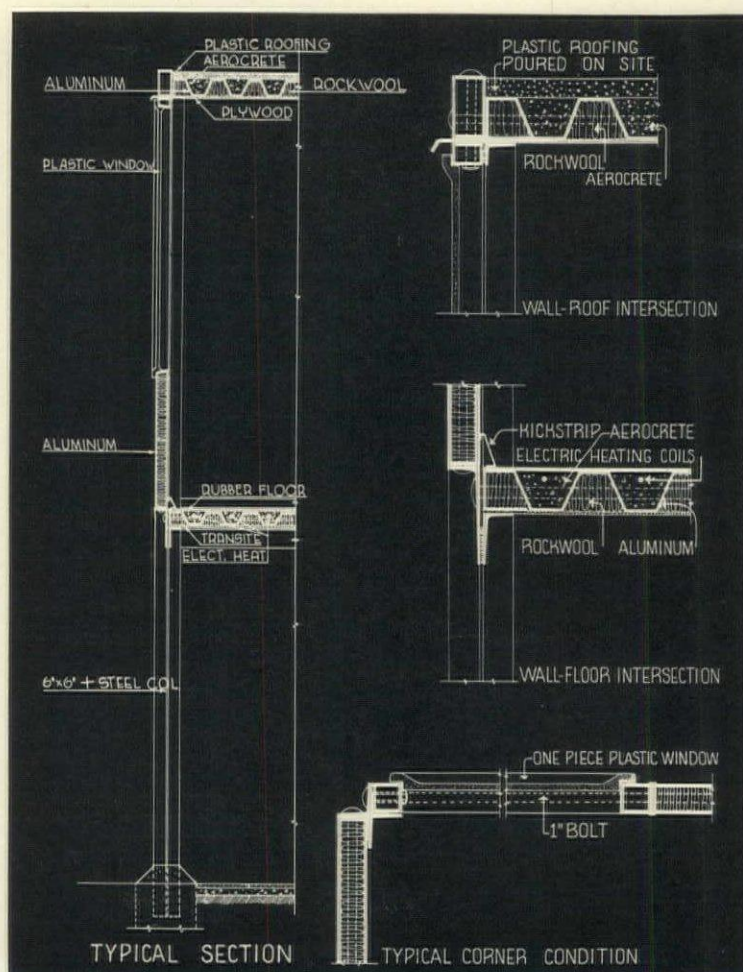 PLASTIC ROOFING
AEROCRETE
ALUMINUM
ROCKWOOL
PLYWOOD
PLASTIC WINDOW
ALUMINUM
RUBBER FLOOR
TRANSITE
ELECT. HEAT
6"x6" + STEEL COL
TYPICAL SECTION
PLASTIC ROOFING
POURED ON SITE
ROCKWOOL
AEROCRETE
WALL-ROOF INTERSECTION
KICKSTRIP
AEROCRETE
ELECTRIC HEATING COILS
ROCKWOOL
ALUMINUM
WALL-FLOOR INTERSECTION
ONE PIECE PLASTIC WINDOW
1" BOLT
TYPICAL CORNER CONDITION